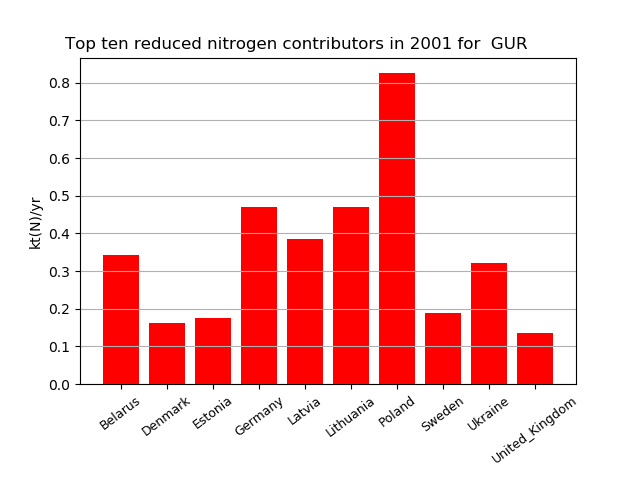 Top ten reduced nitrogen contributors in 2001 for  GUR
kt(N)/yr
0.8
0.7
0.6
0.5
0.4
0.3
0.2
0.1
0.0
Belarus
Denmark
Estonia
Germany
Latvia
Lithuania
Poland
Sweden
Ukraine
United_Kingdom